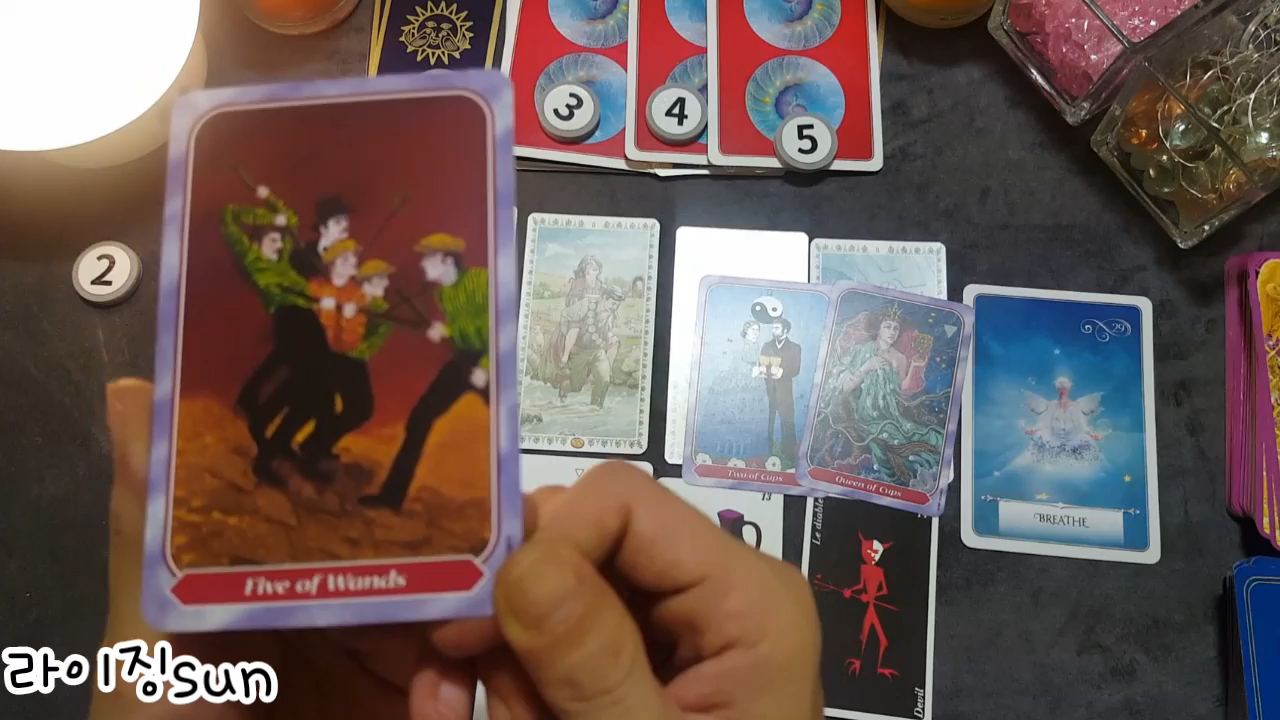 3
4
5
2
29
Two of Cups
Queen of Cups
BREATHE
13
Le diable
Devil
Five of Wands
라이징sun